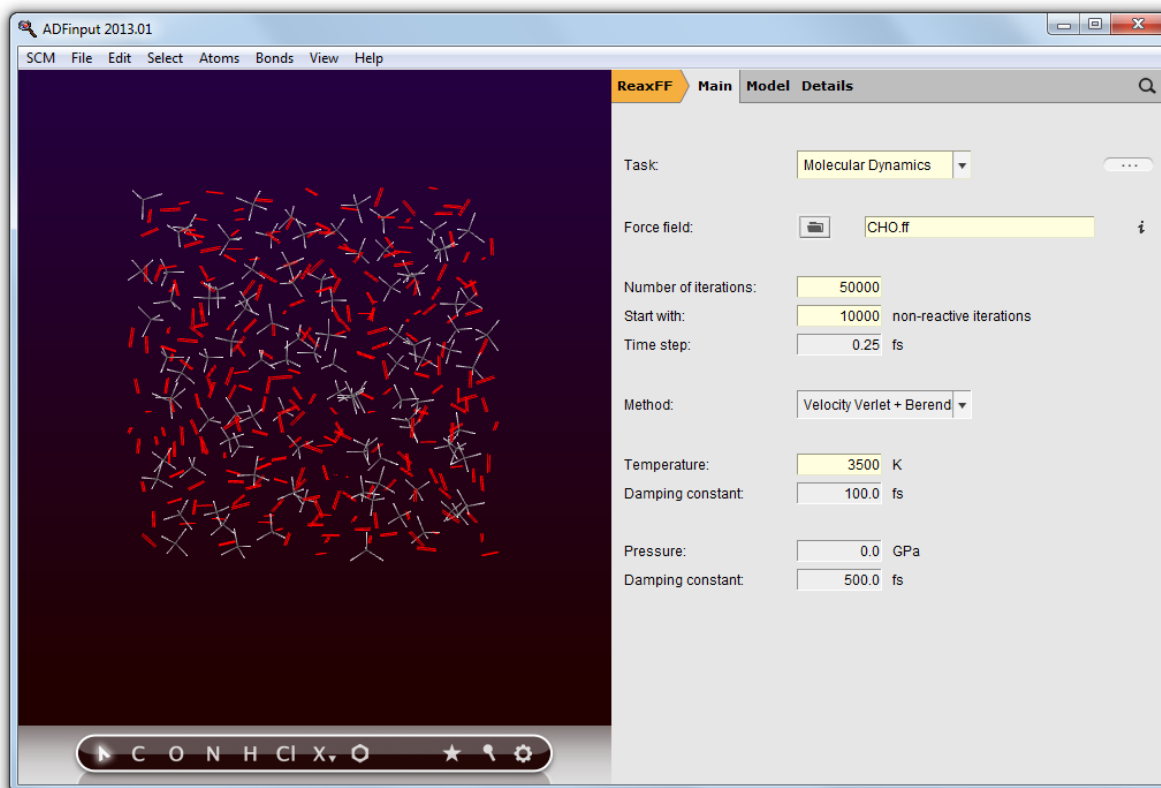 ADFinput 2013.01
SCM File Edit Select Atoms Bonds View Help
ReaxFF Main Model Details
Task: Molecular Dynamics ...
Force field: CHO.ff i
Number of iterations: 50000
Start with: 10000 non-reactive iterations
Time step: 0.25 fs
Method: Velocity Verlet + Berend
Temperature: 3500 K
Damping constant: 100.0 fs
Pressure: 0.0 GPa
Damping constant: 500.0 fs
C O N H Cl X